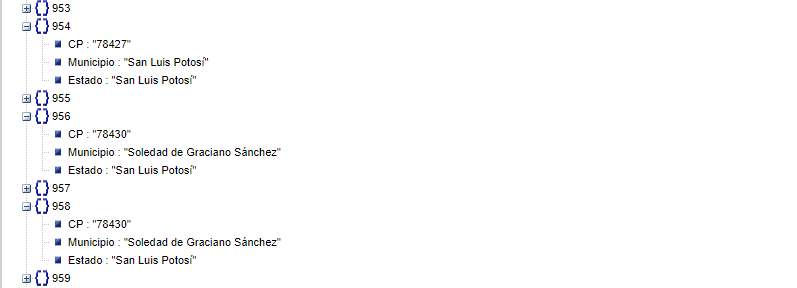 953
954
CP : "78427"
Municipio : "San Luis Potosí"
Estado : "San Luis Potosí"
955
956
CP : "78430"
Municipio : "Soledad de Graciano Sánchez"
Estado : "San Luis Potosí"
957
958
CP : "78430"
Municipio : "Soledad de Graciano Sánchez"
Estado : "San Luis Potosí"
959